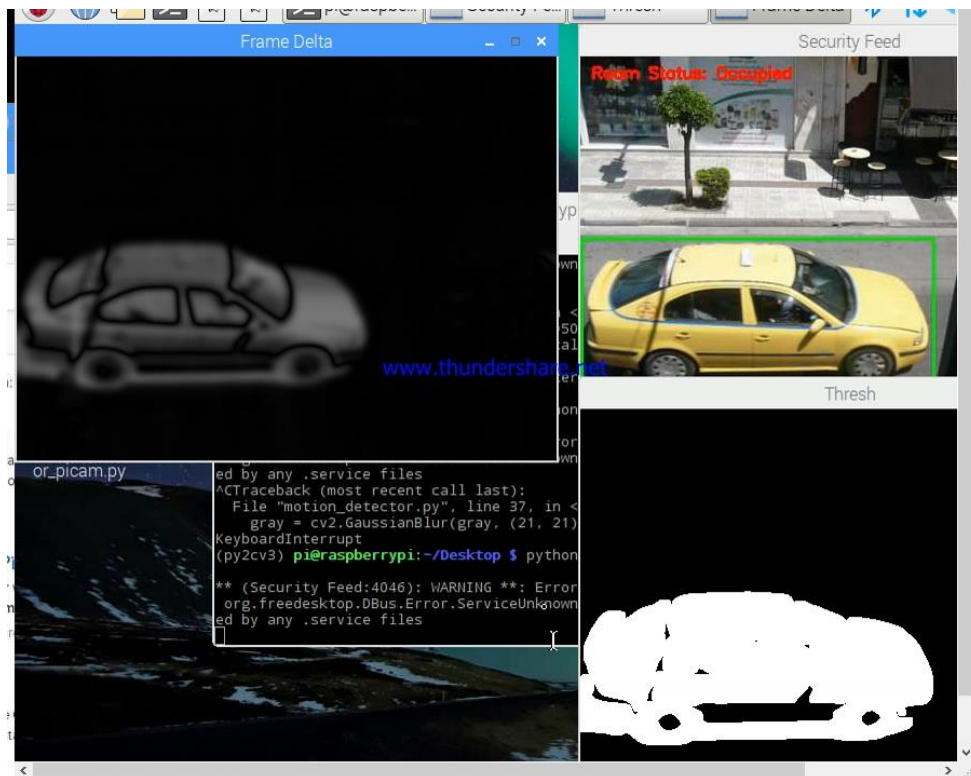 Frame Delta
Security Feed
Room Status: Occupied
www.thundershare.net
Thresh
or_picam.py
ed by any .service files
^CTraceback (most recent call last):
File "motion_detector.py", line 37, in <
gray = cv2.GaussianBlur(gray, (21, 21)
KeyboardInterrupt
(py2cv3) pi@raspberrypi:~/Desktop $ python
** (Security Feed:4046): WARNING **: Error
org.freedesktop.DBus.Error.ServiceUnknown
ed by any .service files